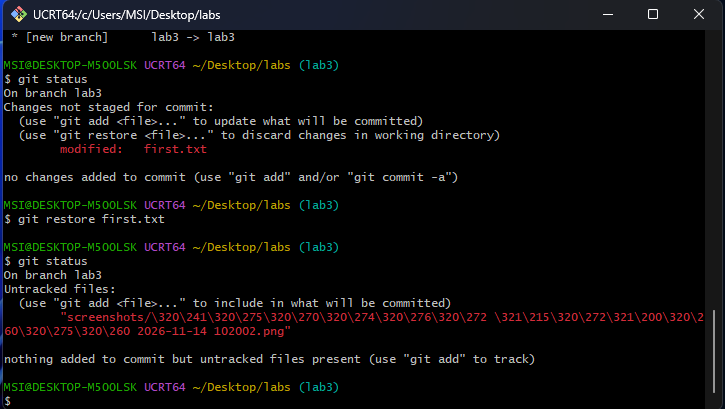 UCRT64:/c/Users/MSI/Desktop/labs
 * [new branch]      lab3 -> lab3
MSI@DESKTOP-M5OOLSK UCRT64 ~/Desktop/labs (lab3)
$ git status
On branch lab3
Changes not staged for commit:
  (use "git add <file>..." to update what will be committed)
  (use "git restore <file>..." to discard changes in working directory)
        modified:   first.txt
no changes added to commit (use "git add" and/or "git commit -a")
MSI@DESKTOP-M5OOLSK UCRT64 ~/Desktop/labs (lab3)
$ git restore first.txt
MSI@DESKTOP-M5OOLSK UCRT64 ~/Desktop/labs (lab3)
$ git status
On branch lab3
Untracked files:
  (use "git add <file>..." to include in what will be committed)
        "screenshots/\320\241\320\275\320\270\320\274\320\276\320\272 \321\215\320\272\321\200\320\2
60\320\275\320\260 2026-11-14 102002.png"
nothing added to commit but untracked files present (use "git add" to track)
MSI@DESKTOP-M5OOLSK UCRT64 ~/Desktop/labs (lab3)
$